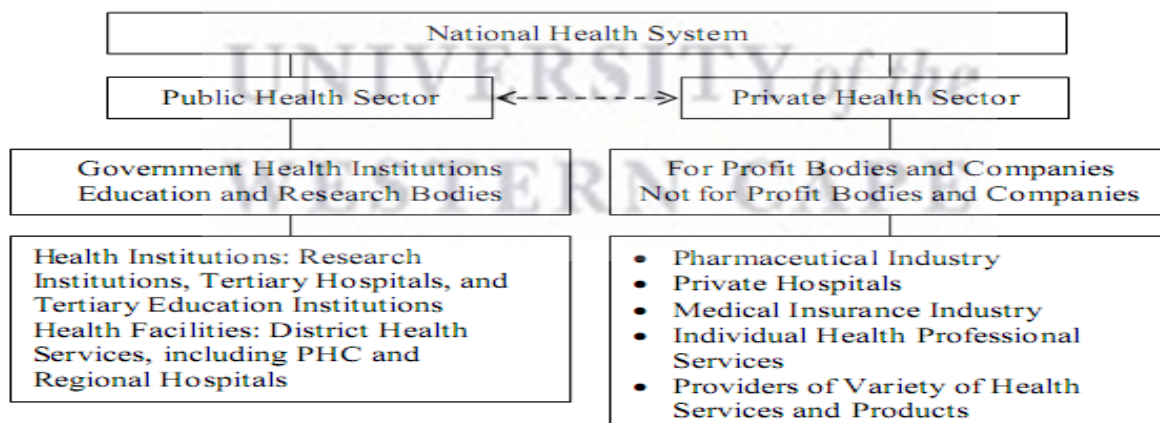 National Health System
UNIVERSITY of the
Public Health Sector
Private Health Sector
WESTERN CAPE
Government Health Institutions
Education and Research Bodies
For Profit Bodies and Companies
Not for Profit Bodies and Companies
Health Institutions: Research
Institutions, Tertiary Hospitals, and
Tertiary Education Institutions
Health Facilities: District Health
Services, including PHC and
Regional Hospitals
• Pharmaceutical Industry
• Private Hospitals
• Medical Insurance Industry
• Individual Health Professional
Services
• Providers of Variety of Health
Services and Products